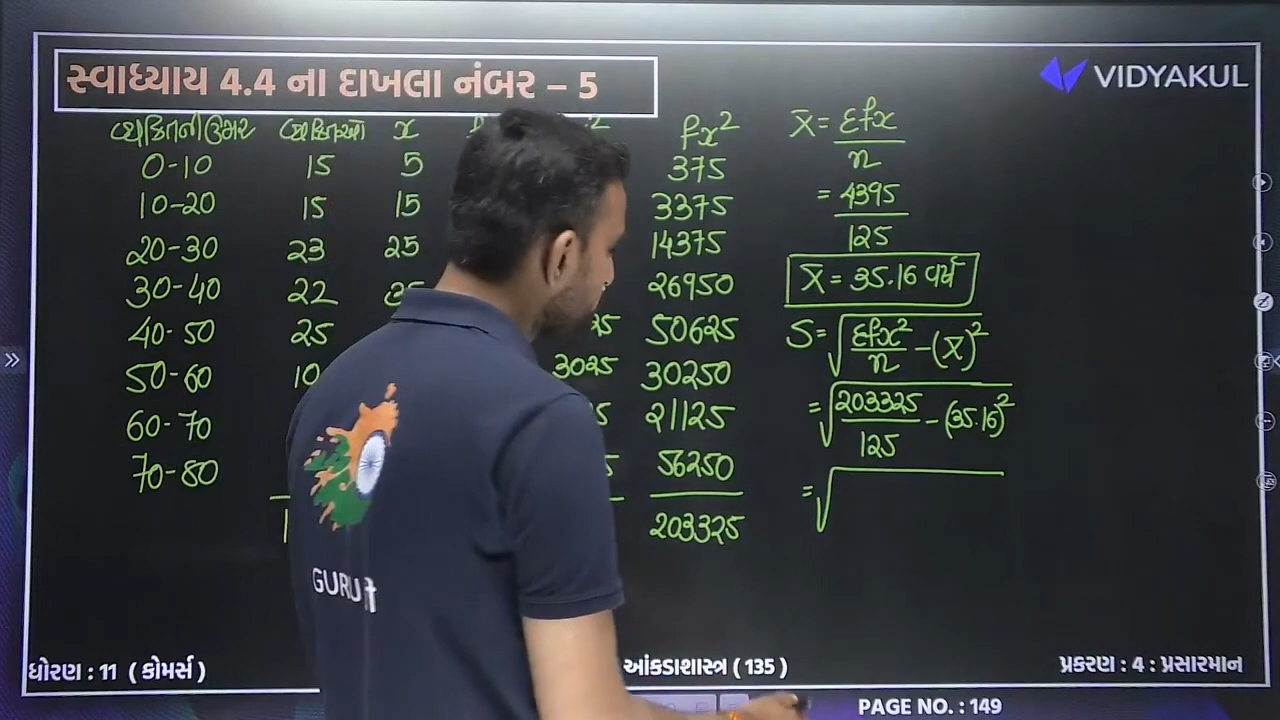 સ્વાધ્યાય 4.4 ના દાખલા નંબર – 5
VIDYAKUL
વ્યક્તિની ઉંમર વ્યક્તિઓ x fx²
0-10 15 5 375
10-20 15 15 3375
20-30 23 25 14375
30-40 22 35 26950
40-50 25 50625
50-60 10 3025 30250
60-70 21125
70-80 56250
203325
x̄ = Σfx / n
= 4395 / 125
x̄ = 35.16 વર્ષ
S = √(Σfx² / n - (x̄)²)
= √(203325 / 125 - (35.16)²)
= √
GURU
ધોરણ : 11 ( કોમર્સ )
આંકડાશાસ્ત્ર ( 135 )
પ્રકરણ : 4 : પ્રસારમાન
PAGE NO. : 149